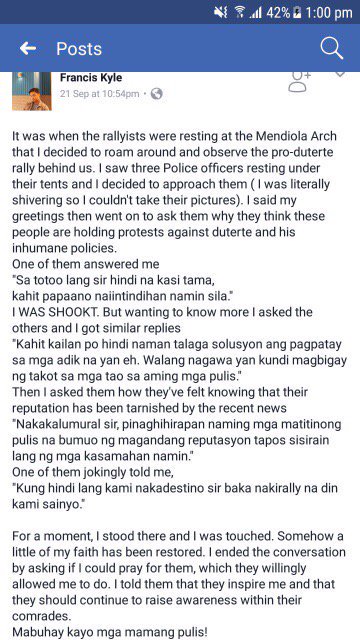 42% 1:00 pm
Posts
Francis Kyle
21 Sep at 10:54pm •
It was when the rallyists were resting at the Mendiola Arch
that I decided to roam around and observe the pro-duterte
rally behind us. I saw three Police officers resting under
their tents and I decided to approach them ( I was literally
shivering so I couldn't take their pictures). I said my
greetings then went on to ask them why they think these
people are holding protests against duterte and his
inhumane policies.
One of them answered me
"Sa totoo lang sir hindi na kasi tama,
kahit papaano naiintindihan namin sila."
I WAS SHOOKT. But wanting to know more I asked the
others and I got similar replies
"Kahit kailan po hindi naman talaga solusyon ang pagpatay
sa mga adik na yan eh. Walang nagawa yan kundi magbigay
ng takot sa mga tao sa aming mga pulis."
Then I asked them how they've felt knowing that their
reputation has been tarnished by the recent news
"Nakakalumural sir, pinaghihirapan naming mga matitinong
pulis na bumuo ng magandang reputasyon tapos sisirain
lang ng mga kasamahan namin."
One of them jokingly told me,
"Kung hindi lang kami nakadestino sir baka nakirally na din
kami sainyo."
For a moment, I stood there and I was touched. Somehow a
little of my faith has been restored. I ended the conversation
by asking if I could pray for them, which they willingly
allowed me to do. I told them that they inspire me and that
they should continue to raise awareness within their
comrades.
Mabuhay kayo mga mamang pulis!